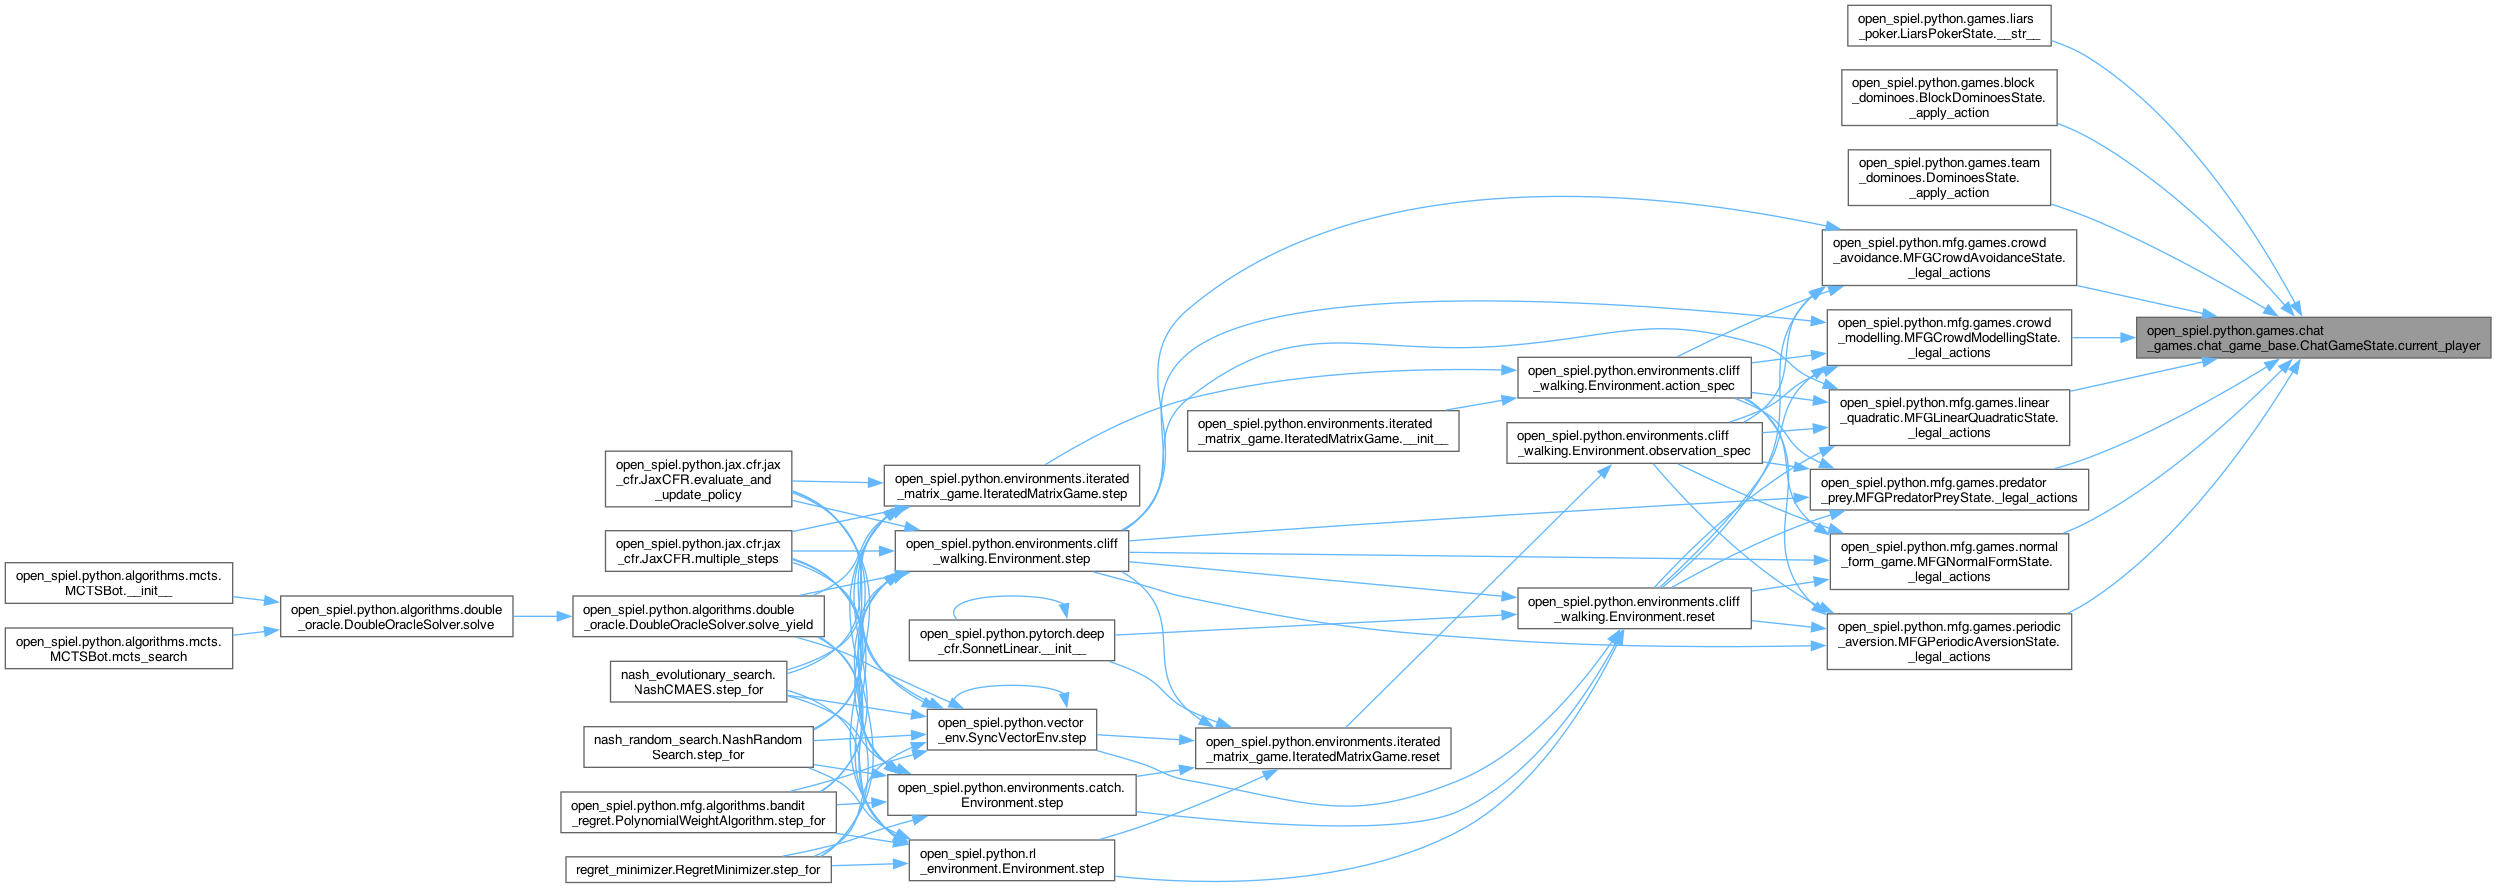 open_spiel.python.games.liars
_poker.LiarsPokerState.__str__
open_spiel.python.games.block
_dominoes.BlockDominoesState.
_apply_action
open_spiel.python.games.team
_dominoes.DominoesState.
_apply_action
open_spiel.python.mfg.games.crowd
_avoidance.MFGCrowdAvoidanceState.
_legal_actions
open_spiel.python.mfg.games.crowd
_modelling.MFGCrowdModellingState.
_legal_actions
open_spiel.python.games.chat
_games.chat_game_base.ChatGameState.current_player
open_spiel.python.mfg.games.linear
_quadratic.MFGLinearQuadraticState.
_legal_actions
open_spiel.python.mfg.games.predator
_prey.MFGPredatorPreyState._legal_actions
open_spiel.python.mfg.games.normal
_form_game.MFGNormalFormState.
_legal_actions
open_spiel.python.mfg.games.periodic
_aversion.MFGPeriodicAversionState.
_legal_actions
open_spiel.python.environments.cliff
_walking.Environment.action_spec
open_spiel.python.environments.cliff
_walking.Environment.observation_spec
open_spiel.python.environments.cliff
_walking.Environment.reset
open_spiel.python.environments.iterated
_matrix_game.IteratedMatrixGame.__init__
open_spiel.python.environments.iterated
_matrix_game.IteratedMatrixGame.reset
open_spiel.python.environments.iterated
_matrix_game.IteratedMatrixGame.step
open_spiel.python.environments.cliff
_walking.Environment.step
open_spiel.python.pytorch.deep
_cfr.SonnetLinear.__init__
open_spiel.python.vector
_env.SyncVectorEnv.step
open_spiel.python.environments.catch.
Environment.step
open_spiel.python.rl
_environment.Environment.step
open_spiel.python.jax.cfr.jax
_cfr.JaxCFR.evaluate_and
_update_policy
open_spiel.python.jax.cfr.jax
_cfr.JaxCFR.multiple_steps
open_spiel.python.algorithms.double
_oracle.DoubleOracleSolver.solve_yield
nash_evolutionary_search.
NashCMAES.step_for
nash_random_search.NashRandom
Search.step_for
open_spiel.python.mfg.algorithms.bandit
_regret.PolynomialWeightAlgorithm.step_for
regret_minimizer.RegretMinimizer.step_for
open_spiel.python.algorithms.double
_oracle.DoubleOracleSolver.solve
open_spiel.python.algorithms.mcts.
MCTSBot.__init__
open_spiel.python.algorithms.mcts.
MCTSBot.mcts_search